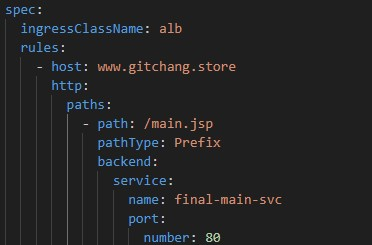 spec:
  ingressClassName: alb
  rules:
    - host: www.gitchang.store
      http:
        paths:
          - path: /main.jsp
            pathType: Prefix
            backend:
              service:
                name: final-main-svc
                port:
                  number: 80